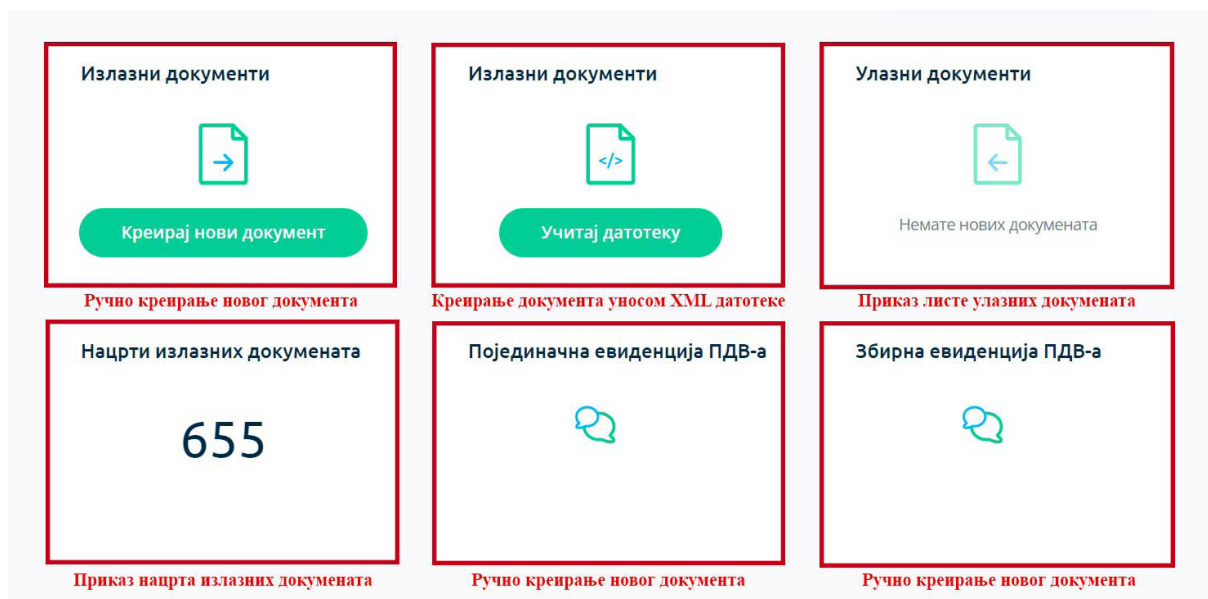 Излазни документи
Креирај нови документ
Ручно креирање новог документа
Излазни документи
</>
Учитај датотеку
Креирање документа уносом XML датотеке
Улазни документи
Немате нових докумената
Приказ листе улазних докумената
Нацрти излазних докумената
655
Приказ нацрта излазних докумената
Појединачна евиденција ПДВ-а
Ручно креирање новог документа
Збирна евиденција ПДВ-а
Ручно креирање новог документа